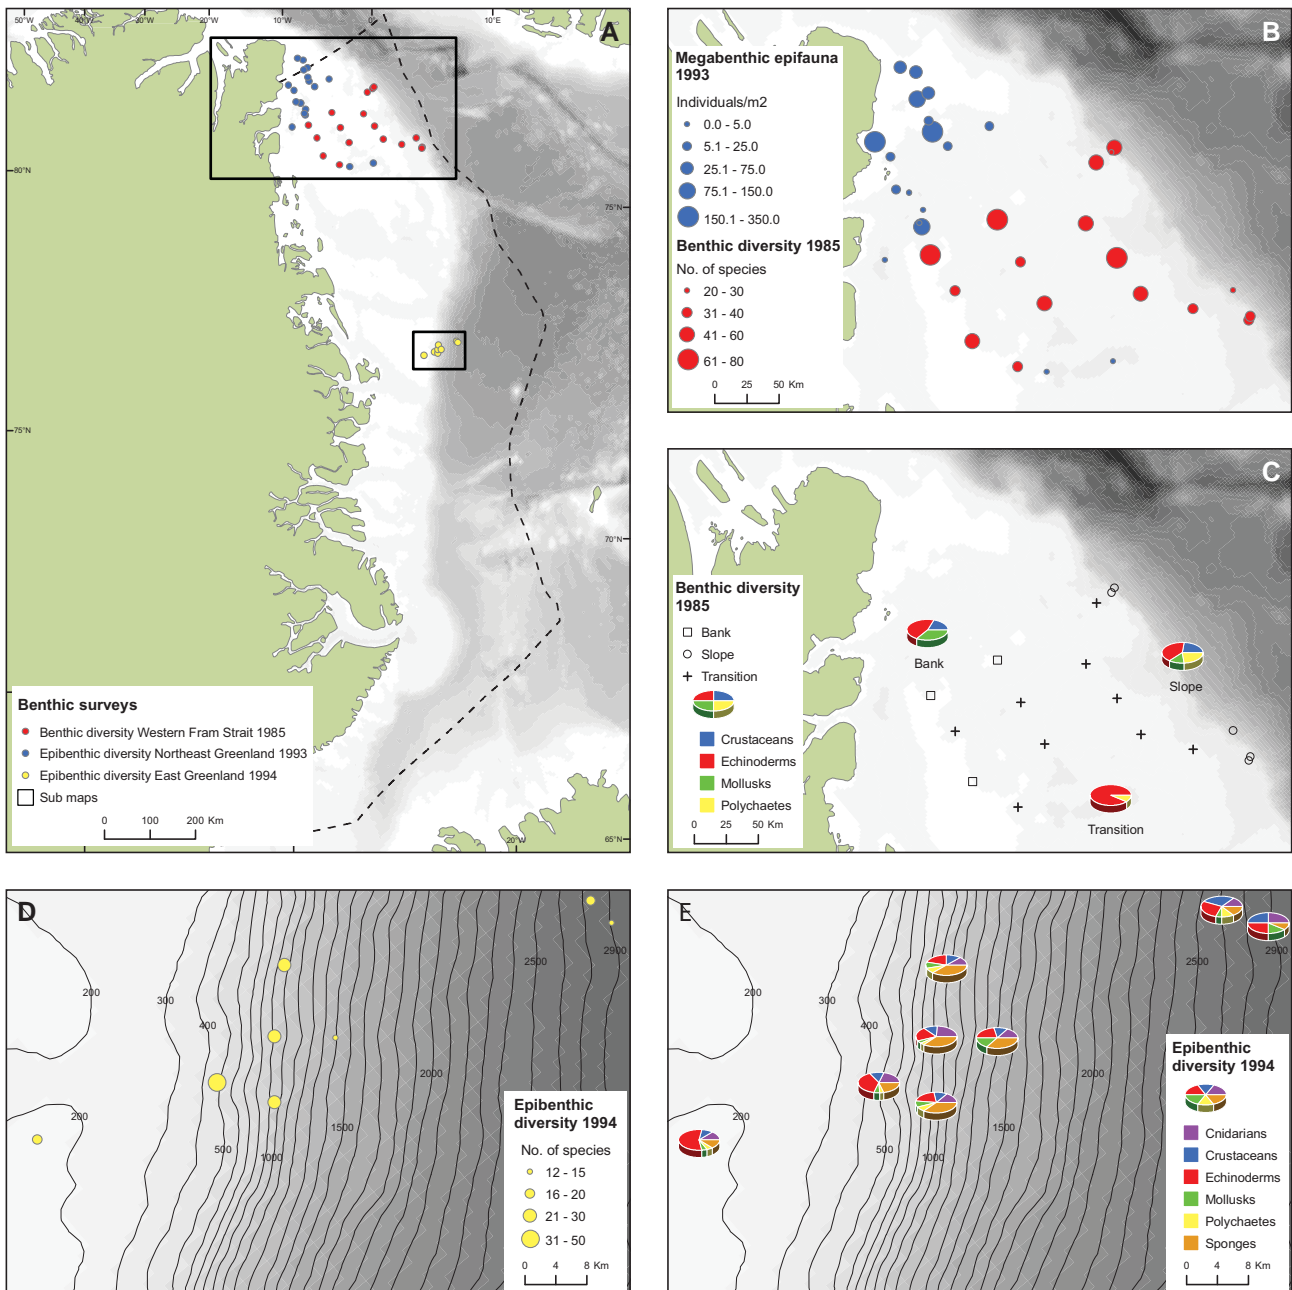 50°W
40°W
30°W
20°W
10°W
0°
10°E
A
80°N
75°N
75°N
70°N
65°N
20°W
Benthic surveys
Benthic diversity Western Fram Strait 1985
Epibenthic diversity Northeast Greenland 1993
Epibenthic diversity East Greenland 1994
Sub maps
0 100 200 Km
B
Megabenthic epifauna
1993
Individuals/m2
0.0 - 5.0
5.1 - 25.0
25.1 - 75.0
75.1 - 150.0
150.1 - 350.0
Benthic diversity 1985
No. of species
20 - 30
31 - 40
41 - 60
61 - 80
0 25 50 Km
C
Benthic diversity
1985
Bank
Slope
Transition
Crustaceans
Echinoderms
Mollusks
Polychaetes
0 25 50 Km
Bank
Slope
Transition
D
200
300
400
200
500
1000
1500
2000
2500
2900
Epibenthic
diversity 1994
No. of species
12 - 15
16 - 20
21 - 30
31 - 50
0 4 8 Km
E
200
300
400
200
500
1000
1500
2000
2500
2900
Epibenthic
diversity 1994
Cnidarians
Crustaceans
Echinoderms
Mollusks
Polychaetes
Sponges
0 4 8 Km